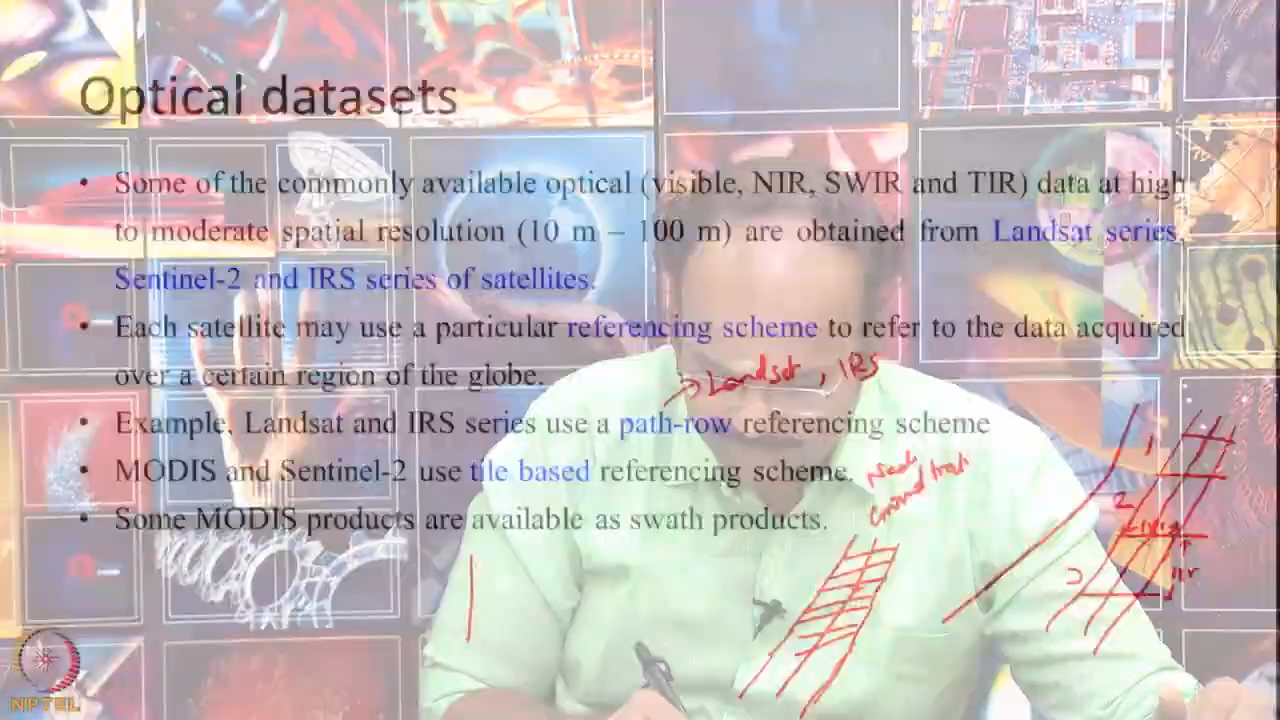 Optical datasets
• Some of the commonly available optical (visible, NIR, SWIR and TIR) data at high
to moderate spatial resolution (10 m – 100 m) are obtained from Landsat series,
Sentinel-2 and IRS series of satellites.
• Each satellite may use a particular referencing scheme to refer to the data acquired
over a certain region of the globe.
→ Landsat, IRS
• Example, Landsat and IRS series use a path-row referencing scheme
• MODIS and Sentinel-2 use tile based referencing scheme.
• Some MODIS products are available as swath products.
Ground track
1
2
NPTEL